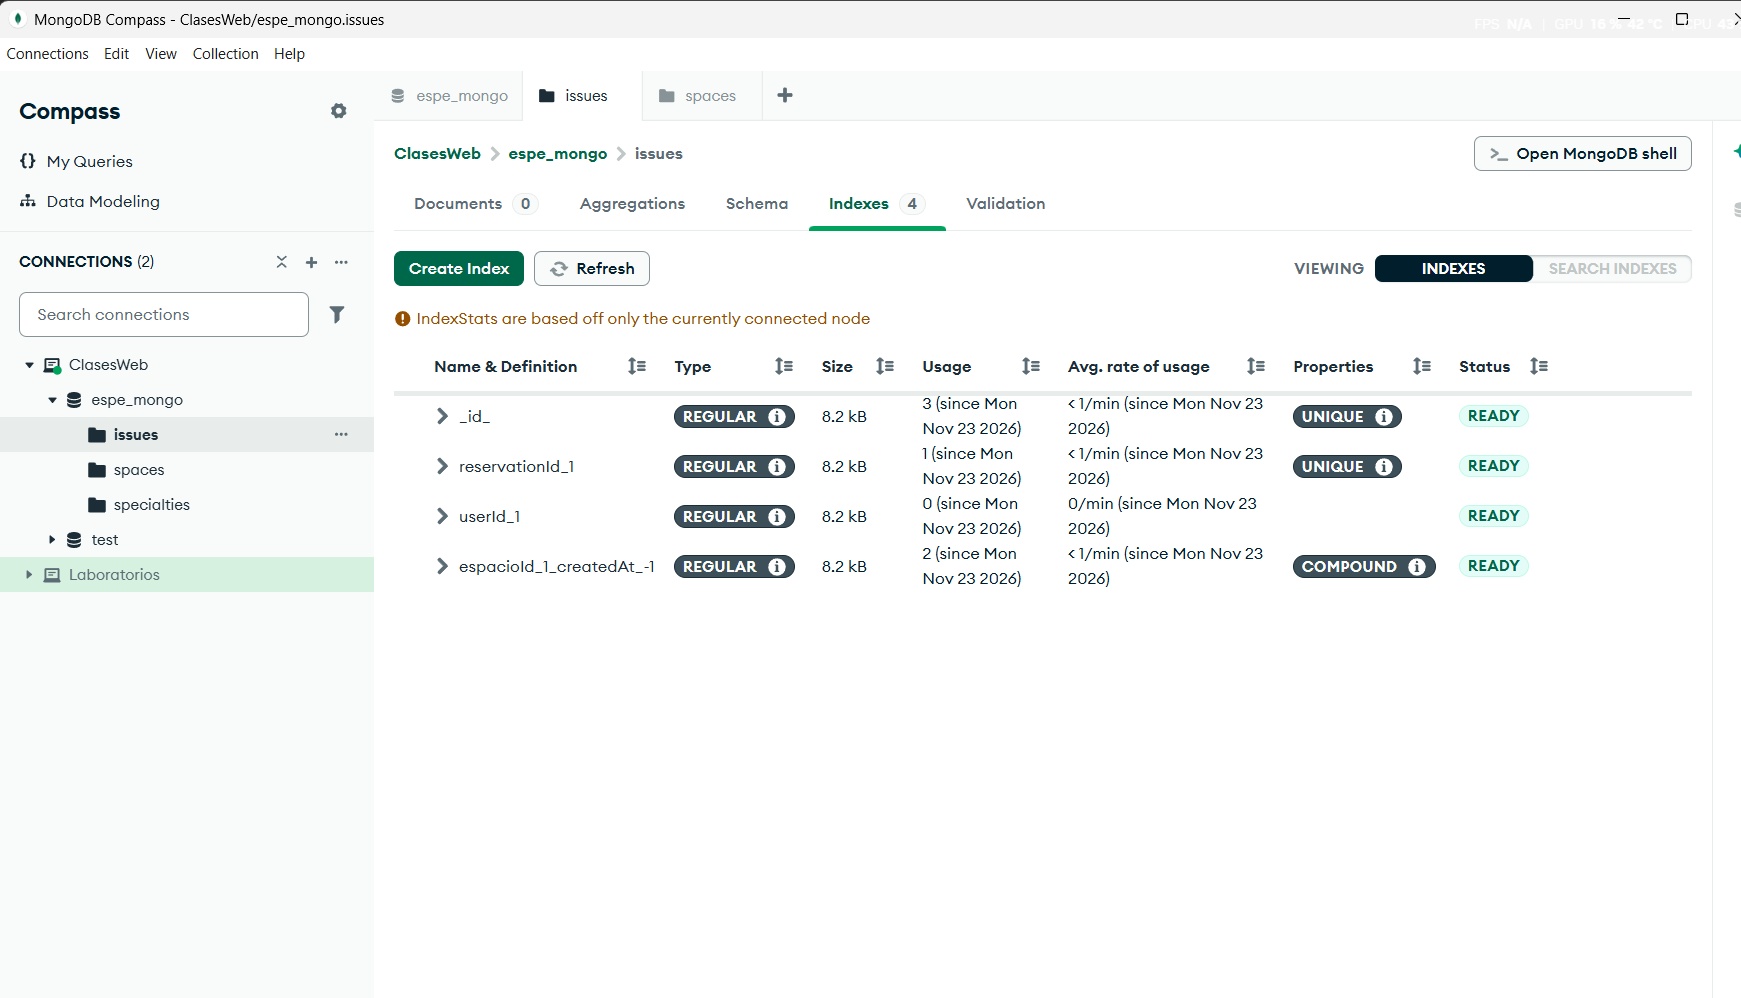 MongoDB Compass - ClasesWeb/espe_mongo.issues
FPS N/A | GPU 16 % 42 °C
Connections Edit View Collection Help
Compass
My Queries
Data Modeling
CONNECTIONS (2)
Search connections
ClasesWeb
espe_mongo
issues
spaces
specialties
test
Laboratorios
espe_mongo issues spaces
ClasesWeb espe_mongo issues
Open MongoDB shell
Documents 0 Aggregations Schema Indexes 4 Validation
Create Index Refresh
VIEWING INDEXES SEARCH INDEXES
IndexStats are based off only the currently connected node
Name & Definition Type Size Usage Avg. rate of usage Properties Status
_id_ REGULAR 8.2 kB 3 (since Mon Nov 23 2026) < 1/min (since Mon Nov 23 2026) UNIQUE READY
reservationId_1 REGULAR 8.2 kB 1 (since Mon Nov 23 2026) < 1/min (since Mon Nov 23 2026) UNIQUE READY
userId_1 REGULAR 8.2 kB 0 (since Mon Nov 23 2026) 0/min (since Mon Nov 23 2026) READY
espacioId_1_createdAt_-1 REGULAR 8.2 kB 2 (since Mon Nov 23 2026) < 1/min (since Mon Nov 23 2026) COMPOUND READY